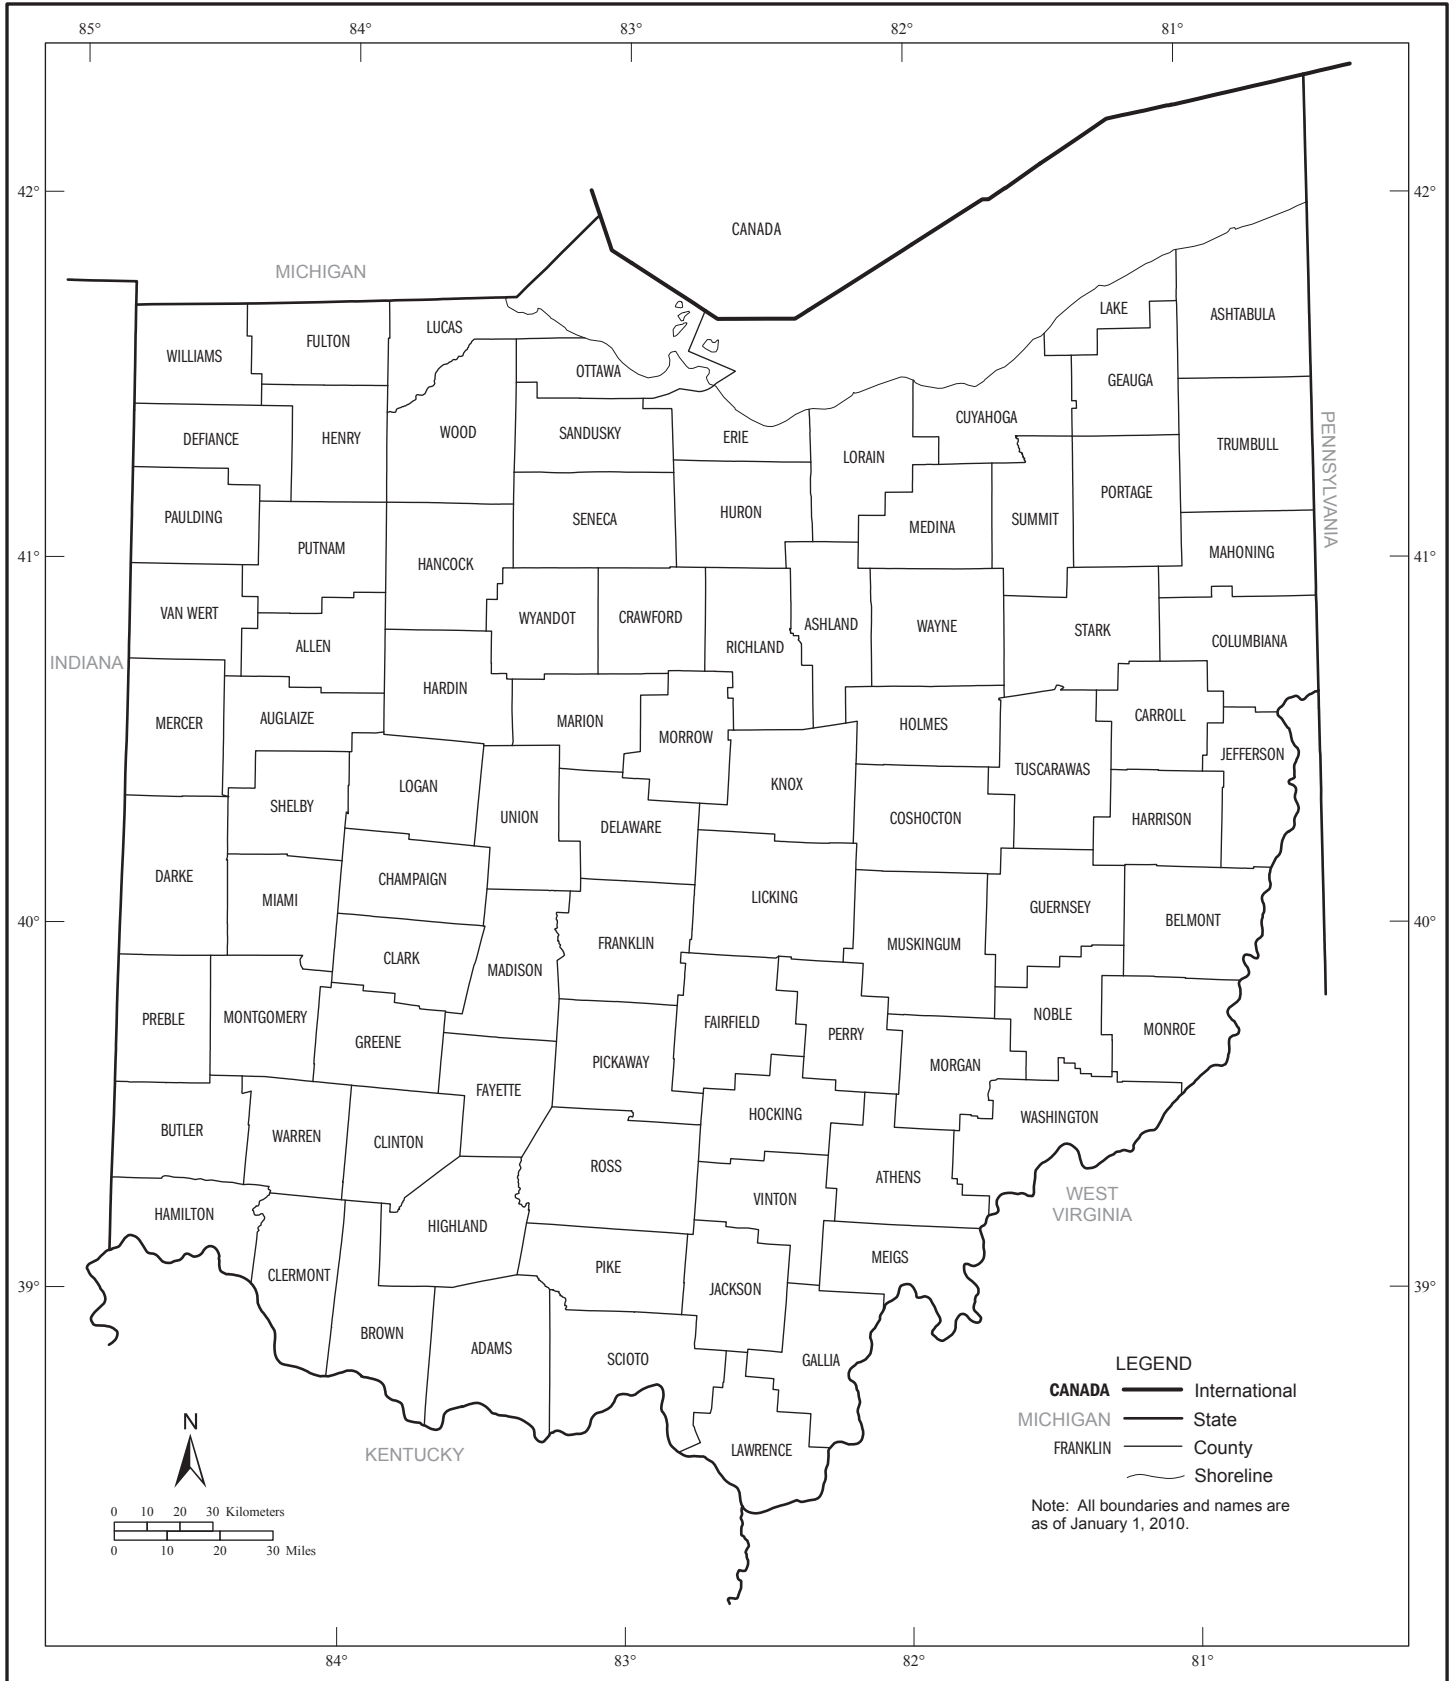 85° 84° 83° 82° 81°
42° 42°
CANADA
MICHIGAN
LAKE
ASHTABULA
LUCAS
FULTON
WILLIAMS
OTTAWA
GEAUGA
CUYAHOGA
WOOD
SANDUSKY
ERIE
HENRY
DEFIANCE
TRUMBULL
LORAIN
PENNSYLVANIA
PORTAGE
HURON
PAULDING
SENECA
SUMMIT
MEDINA
PUTNAM
MAHONING
41° 41°
HANCOCK
VAN WERT
WYANDOT
CRAWFORD
ASHLAND
WAYNE
STARK
COLUMBIANA
ALLEN
RICHLAND
INDIANA
HARDIN
CARROLL
AUGLAIZE
MERCER
MARION
HOLMES
MORROW
JEFFERSON
TUSCARAWAS
LOGAN
KNOX
SHELBY
UNION
COSHOCTON
HARRISON
DELAWARE
DARKE
CHAMPAIGN
LICKING
MIAMI
GUERNSEY
BELMONT
40° 40°
FRANKLIN
MUSKINGUM
CLARK
MADISON
NOBLE
PREBLE
MONTGOMERY
FAIRFIELD
MONROE
PERRY
GREENE
PICKAWAY
MORGAN
FAYETTE
HOCKING
WASHINGTON
BUTLER
WARREN
CLINTON
ROSS
ATHENS
VINTON
WEST
VIRGINIA
HAMILTON
HIGHLAND
MEIGS
PIKE
CLERMONT
39° 39°
JACKSON
BROWN
ADAMS
SCIOTO
GALLIA
LAWRENCE
KENTUCKY
LEGEND
CANADA International
MICHIGAN State
FRANKLIN County
Shoreline
Note: All boundaries and names are
as of January 1, 2010.
N
0 10 20 30 Kilometers
0 10 20 30 Miles
84° 83° 82° 81°